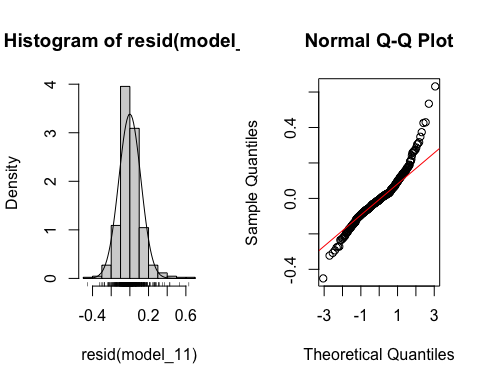 Histogram of resid(model_
Density
0
1
2
3
4
-0.4
0.2
0.6
resid(model_11)
Normal Q-Q Plot
Sample Quantiles
-0.4
0.0
0.4
-3
-1
1
3
Theoretical Quantiles